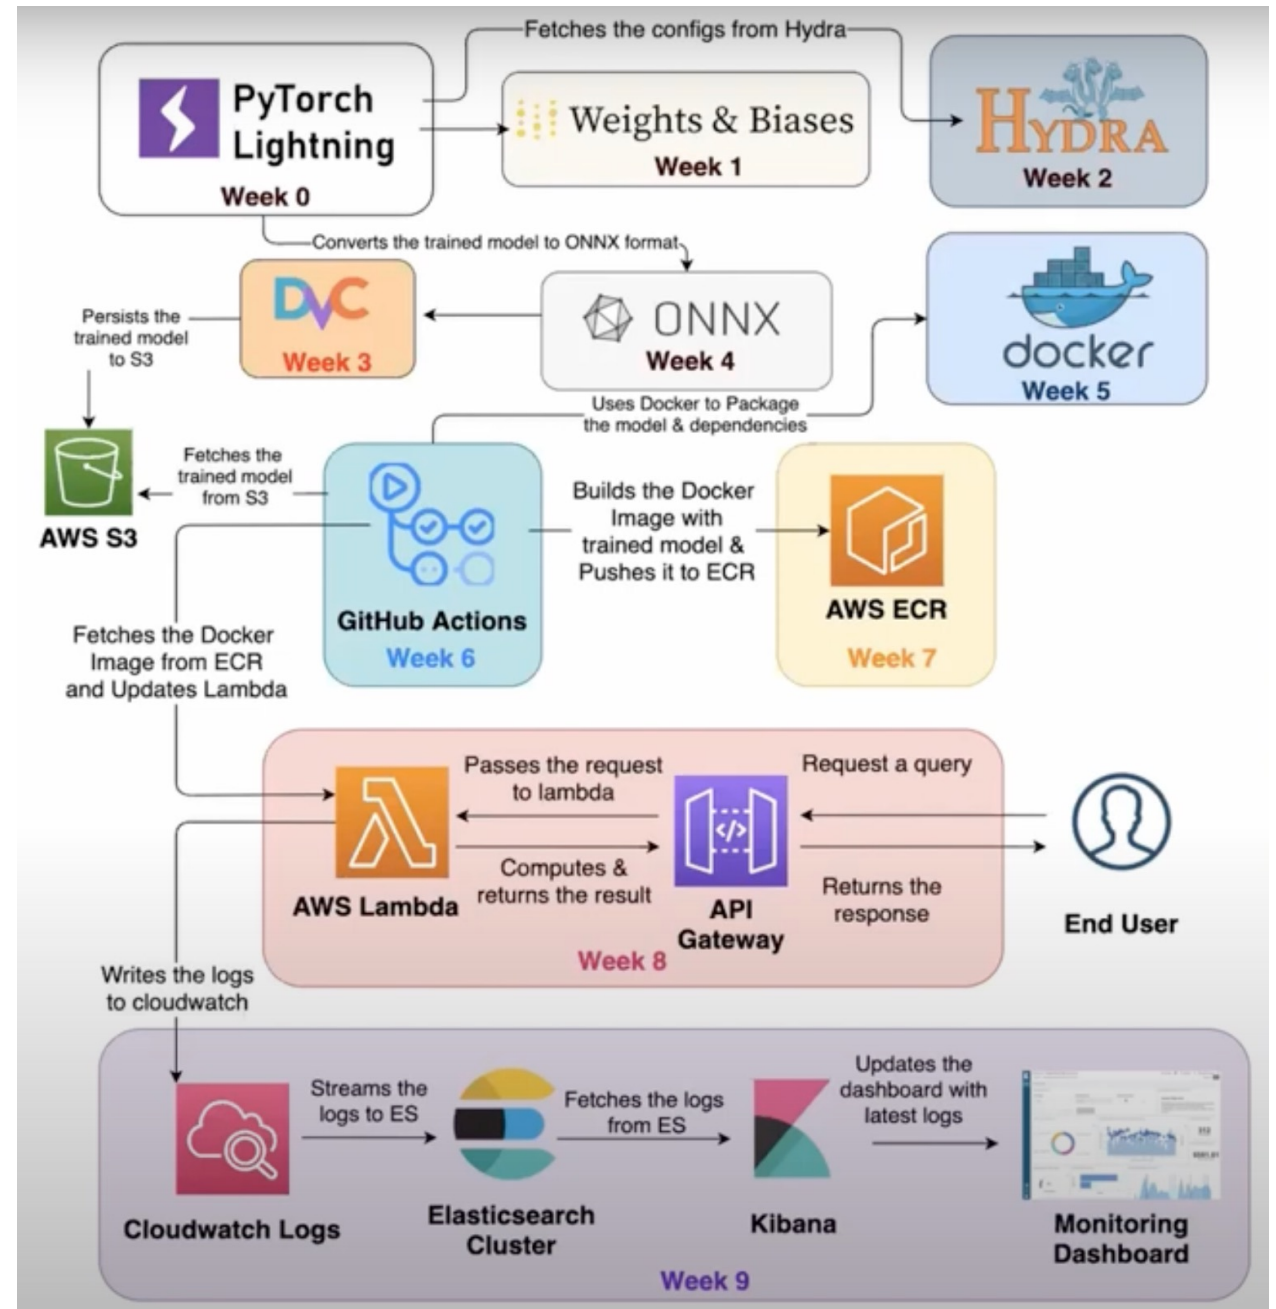 Fetches the configs from Hydra
PyTorch
Lightning
Week 0
Weights & Biases
Week 1
HYDRA
Week 2
Converts the trained model to ONNX format
DVC
Week 3
Persists the
trained model
to S3
ONNX
Week 4
docker
Week 5
Uses Docker to Package
the model & dependencies
AWS S3
Fetches the
trained model
from S3
GitHub Actions
Week 6
Builds the Docker
Image with
trained model &
Pushes it to ECR
AWS ECR
Week 7
Fetches the Docker
Image from ECR
and Updates Lambda
AWS Lambda
Passes the request
to lambda
Computes &
returns the result
</>
API
Gateway
Week 8
Request a query
Returns the
response
End User
Writes the logs
to cloudwatch
Cloudwatch Logs
Streams the
logs to ES
Elasticsearch
Cluster
Fetches the logs
from ES
Kibana
Updates the
dashboard with
latest logs
Monitoring
Dashboard
Week 9